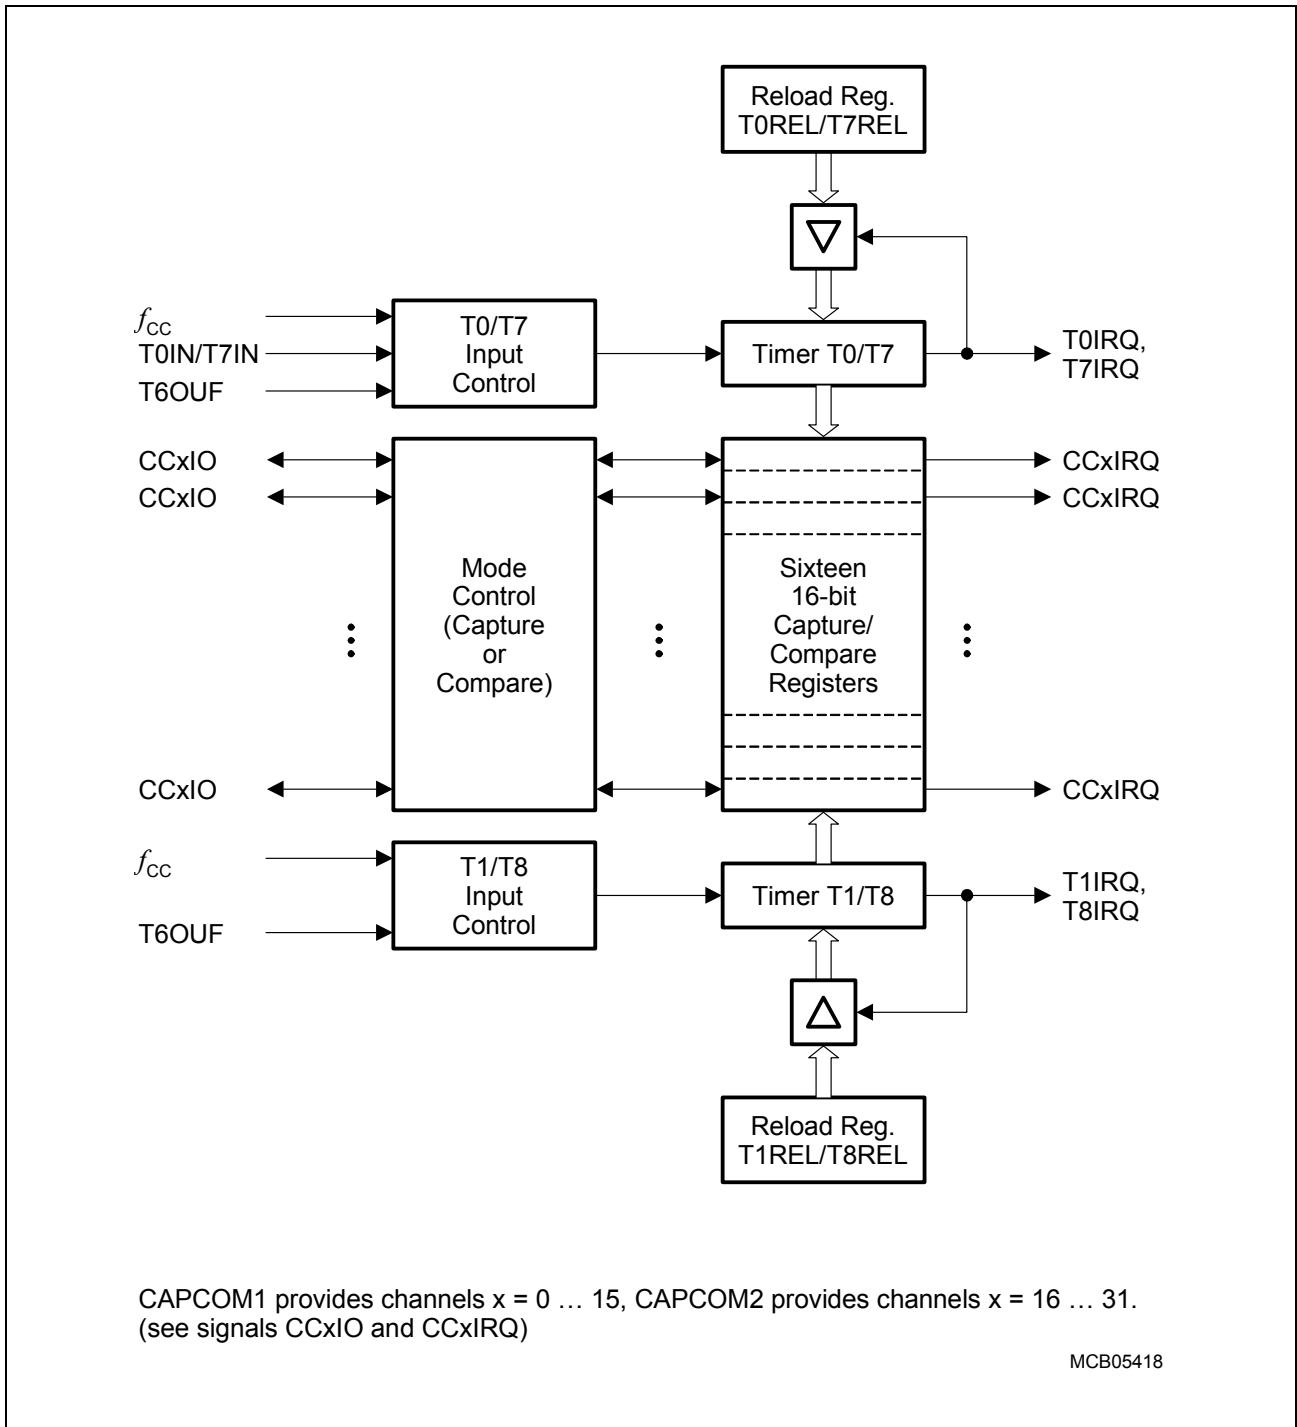 Reload Reg.
T0REL/T7REL
f CC
T0IN/T7IN
T6OUF
T0/T7
Input
Control
Timer T0/T7
T0IRQ,
T7IRQ
CCxIO
CCxIO
CCxIO
Mode
Control
(Capture
or
Compare)
Sixteen
16-bit
Capture/
Compare
Registers
CCxIRQ
CCxIRQ
CCxIRQ
f CC
T6OUF
T1/T8
Input
Control
Timer T1/T8
T1IRQ,
T8IRQ
Reload Reg.
T1REL/T8REL
CAPCOM1 provides channels x = 0 … 15, CAPCOM2 provides channels x = 16 … 31.
(see signals CCxIO and CCxIRQ)
MCB05418